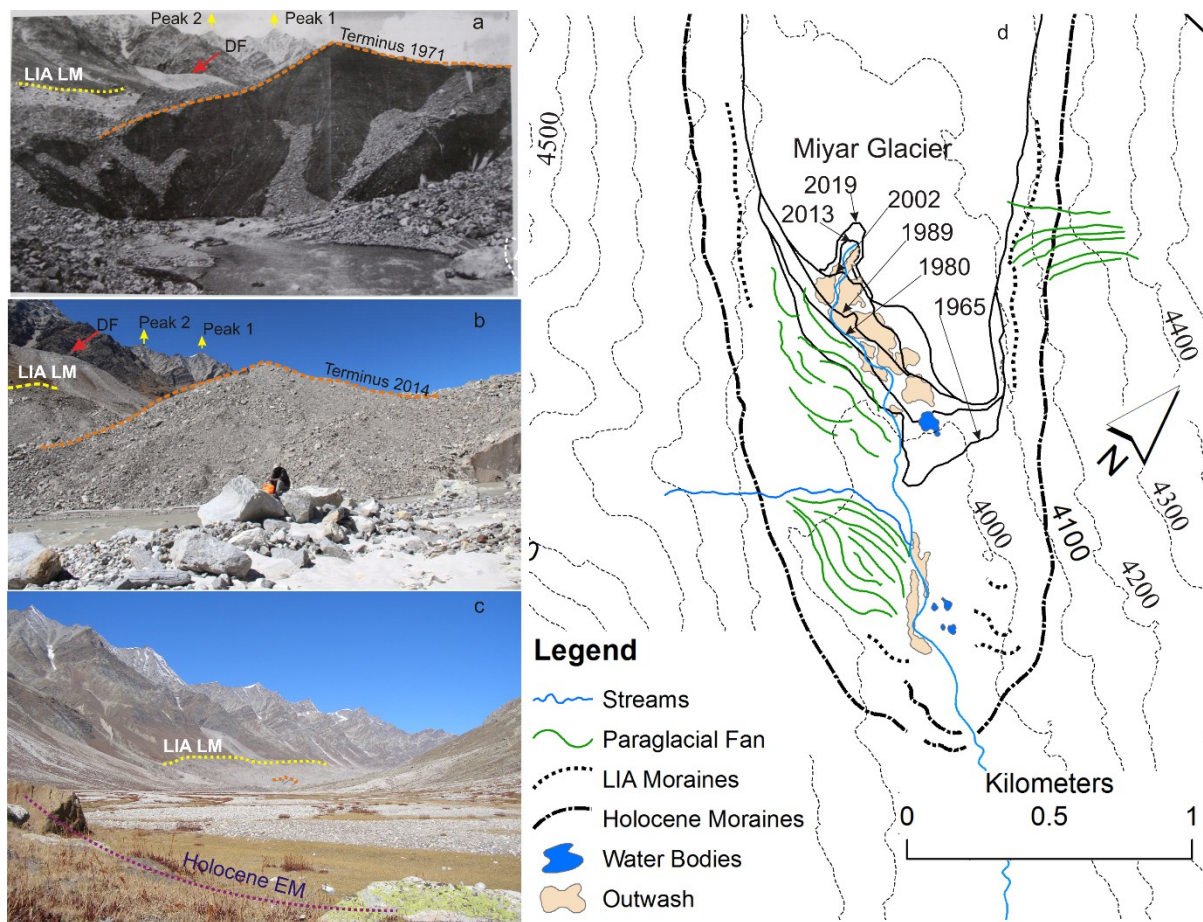 a
Peak 2
Peak 1
DF
Terminus 1971
LIA LM
b
DF
Peak 2
Peak 1
LIA LM
Terminus 2014
c
LIA LM
Holocene EM
d
4500
Miyar Glacier
2019
2002
2013
1989
1980
1965
4400
N
4300
4000
4100
4200
Legend
Streams
Paraglacial Fan
LIA Moraines
Holocene Moraines
Water Bodies
Outwash
Kilometers
0 0.5 1